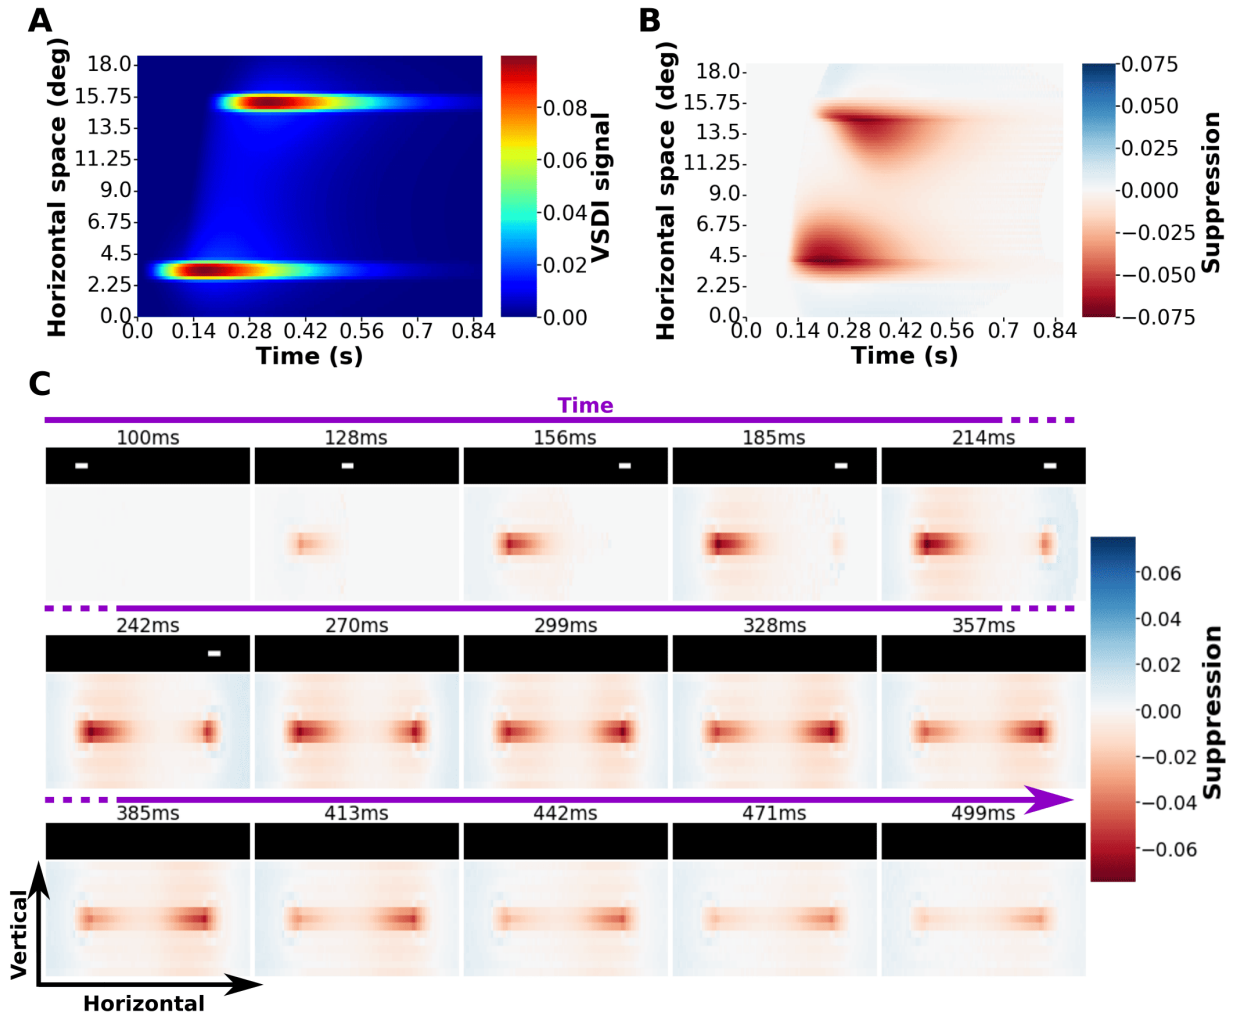 A
B
18.0
15.75
13.5
11.25
9.0
6.75
4.5
2.25
0.0
Horizontal space (deg)
0.0 0.14 0.28 0.42 0.56 0.7 0.84
Time (s)
0.08
0.06
0.04
0.02
0.00
VSDI signal
18.0
15.75
13.5
11.25
9.0
6.75
4.5
2.25
0.0
Horizontal space (deg)
0.0 0.14 0.28 0.42 0.56 0.7 0.84
Time (s)
0.075
0.050
0.025
0.000
−0.025
−0.050
−0.075
Suppression
C
Time
100ms 128ms 156ms 185ms 214ms
242ms 270ms 299ms 328ms 357ms
385ms 413ms 442ms 471ms 499ms
0.06
0.04
0.02
0.00
−0.02
−0.04
−0.06
Suppression
Vertical
Horizontal